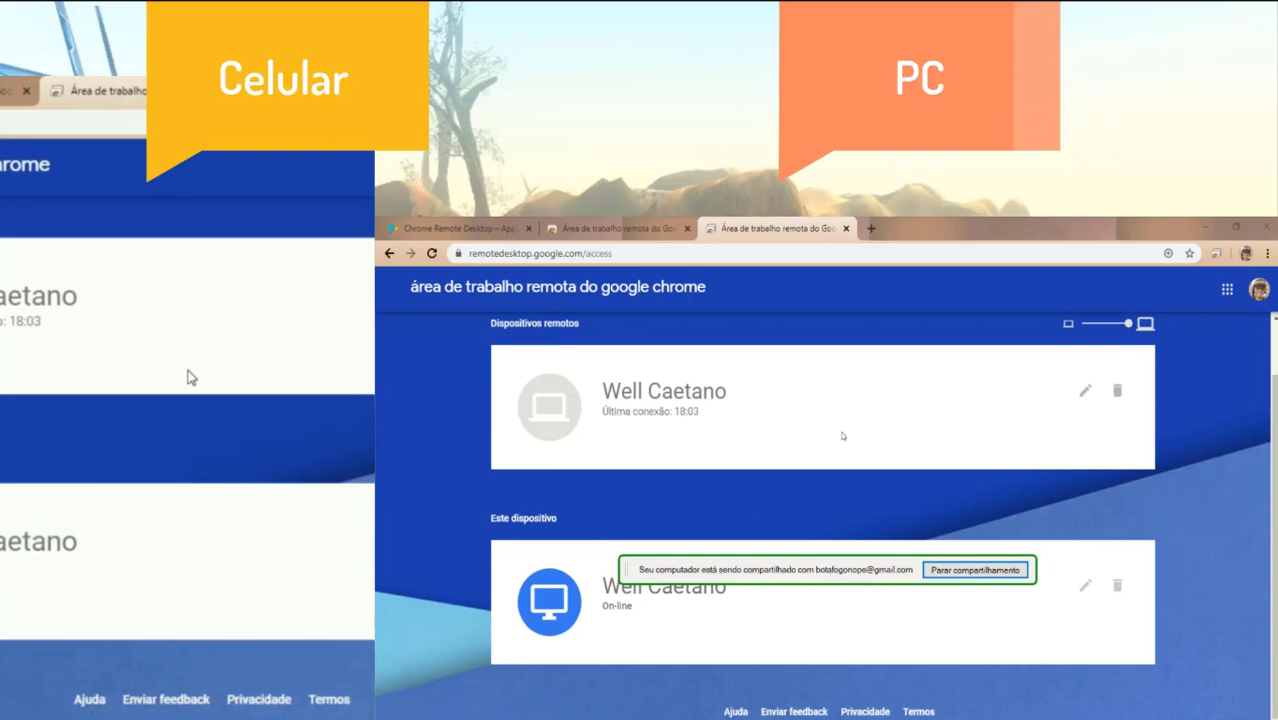 Celular
PC
Área de trabalho
hrome
aetano
o: 18:03
aetano
Ajuda Enviar feedback Privacidade Termos
Chrome Remote Desktop – App
Área de trabalho remota do Goo
Área de trabalho remota do Goo
remotedesktop.google.com/access
área de trabalho remota do google chrome
Dispositivos remotos
Well Caetano
Última conexão: 18:03
Este dispositivo
Seu computador está sendo compartilhado com botafogonope@gmail.com Parar compartilhamento
Well Caetano
On-line
Ajuda Enviar feedback Privacidade Termos